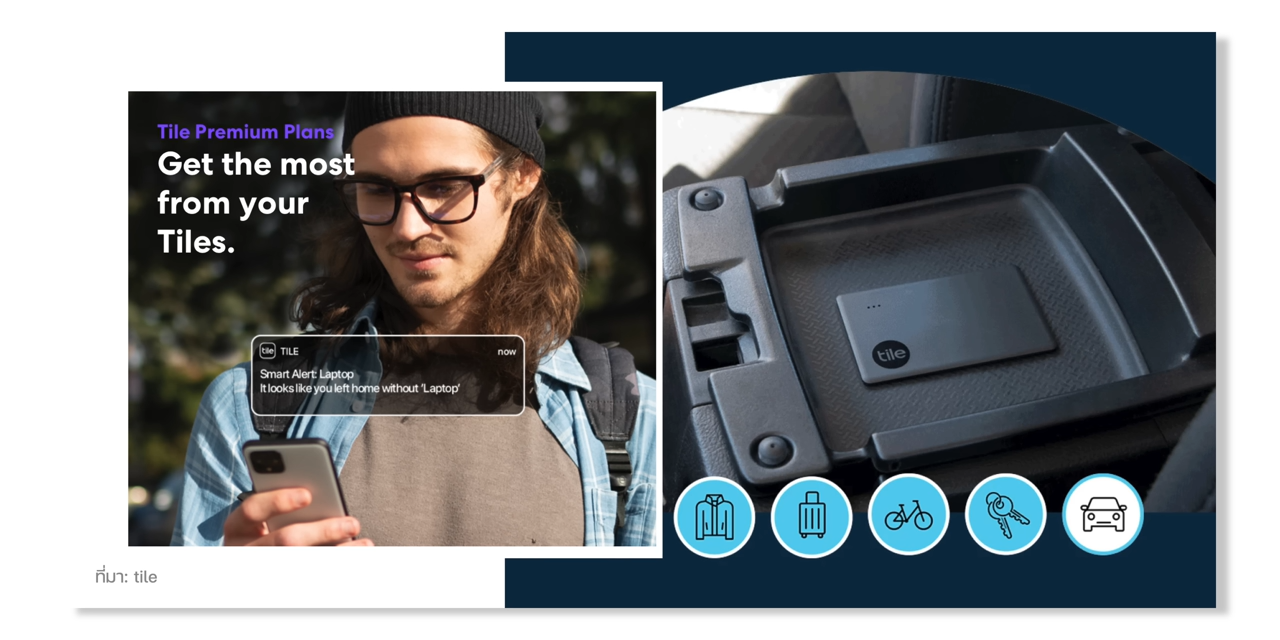 Tile Premium Plans
Get the most
from your
Tiles.
tile TILE now
Smart Alert: Laptop
It looks like you left home without ‘Laptop’
tile
ที่มา: tile